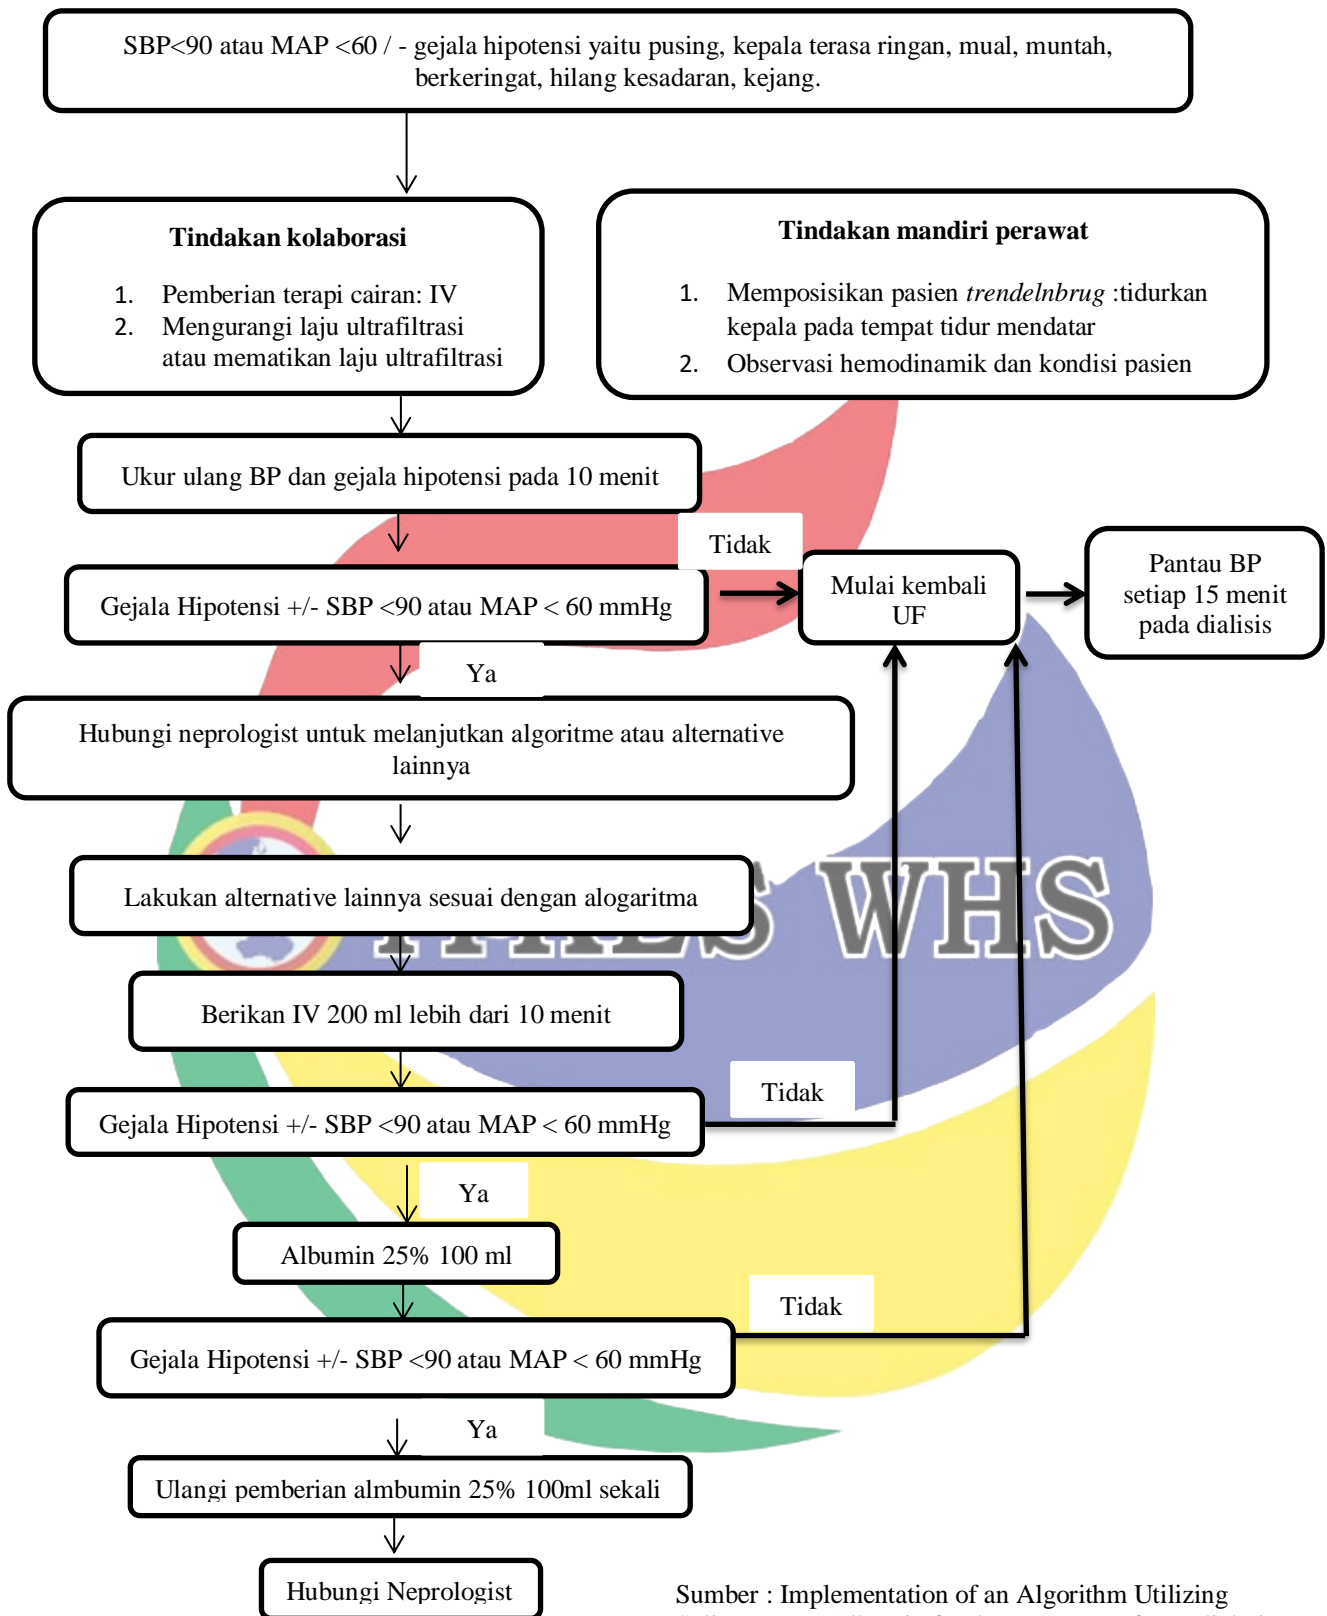 SBP<90 atau MAP <60 / - gejala hipotensi yaitu pusing, kepala terasa ringan, mual, muntah,
berkeringat, hilang kesadaran, kejang.
Tindakan kolaborasi
1. Pemberian terapi cairan: IV
2. Mengurangi laju ultrafiltrasi
atau mematikan laju ultrafiltrasi
Tindakan mandiri perawat
1. Memposisikan pasien trendelnbrug :tidurkan
kepala pada tempat tidur mendatar
2. Observasi hemodinamik dan kondisi pasien
Ukur ulang BP dan gejala hipotensi pada 10 menit
Tidak
Gejala Hipotensi +/- SBP <90 atau MAP < 60 mmHg
Mulai kembali
UF
Pantau BP
setiap 15 menit
pada dialisis
Ya
Hubungi neprologist untuk melanjutkan algoritme atau alternative
lainnya
Lakukan alternative lainnya sesuai dengan alogaritma
WHS
Berikan IV 200 ml lebih dari 10 menit
Tidak
Gejala Hipotensi +/- SBP <90 atau MAP < 60 mmHg
Ya
Albumin 25% 100 ml
Tidak
Gejala Hipotensi +/- SBP <90 atau MAP < 60 mmHg
Ya
Ulangi pemberian almbumin 25% 100ml sekali
Hubungi Neprologist
Sumber : Implementation of an Algorithm Utilizing